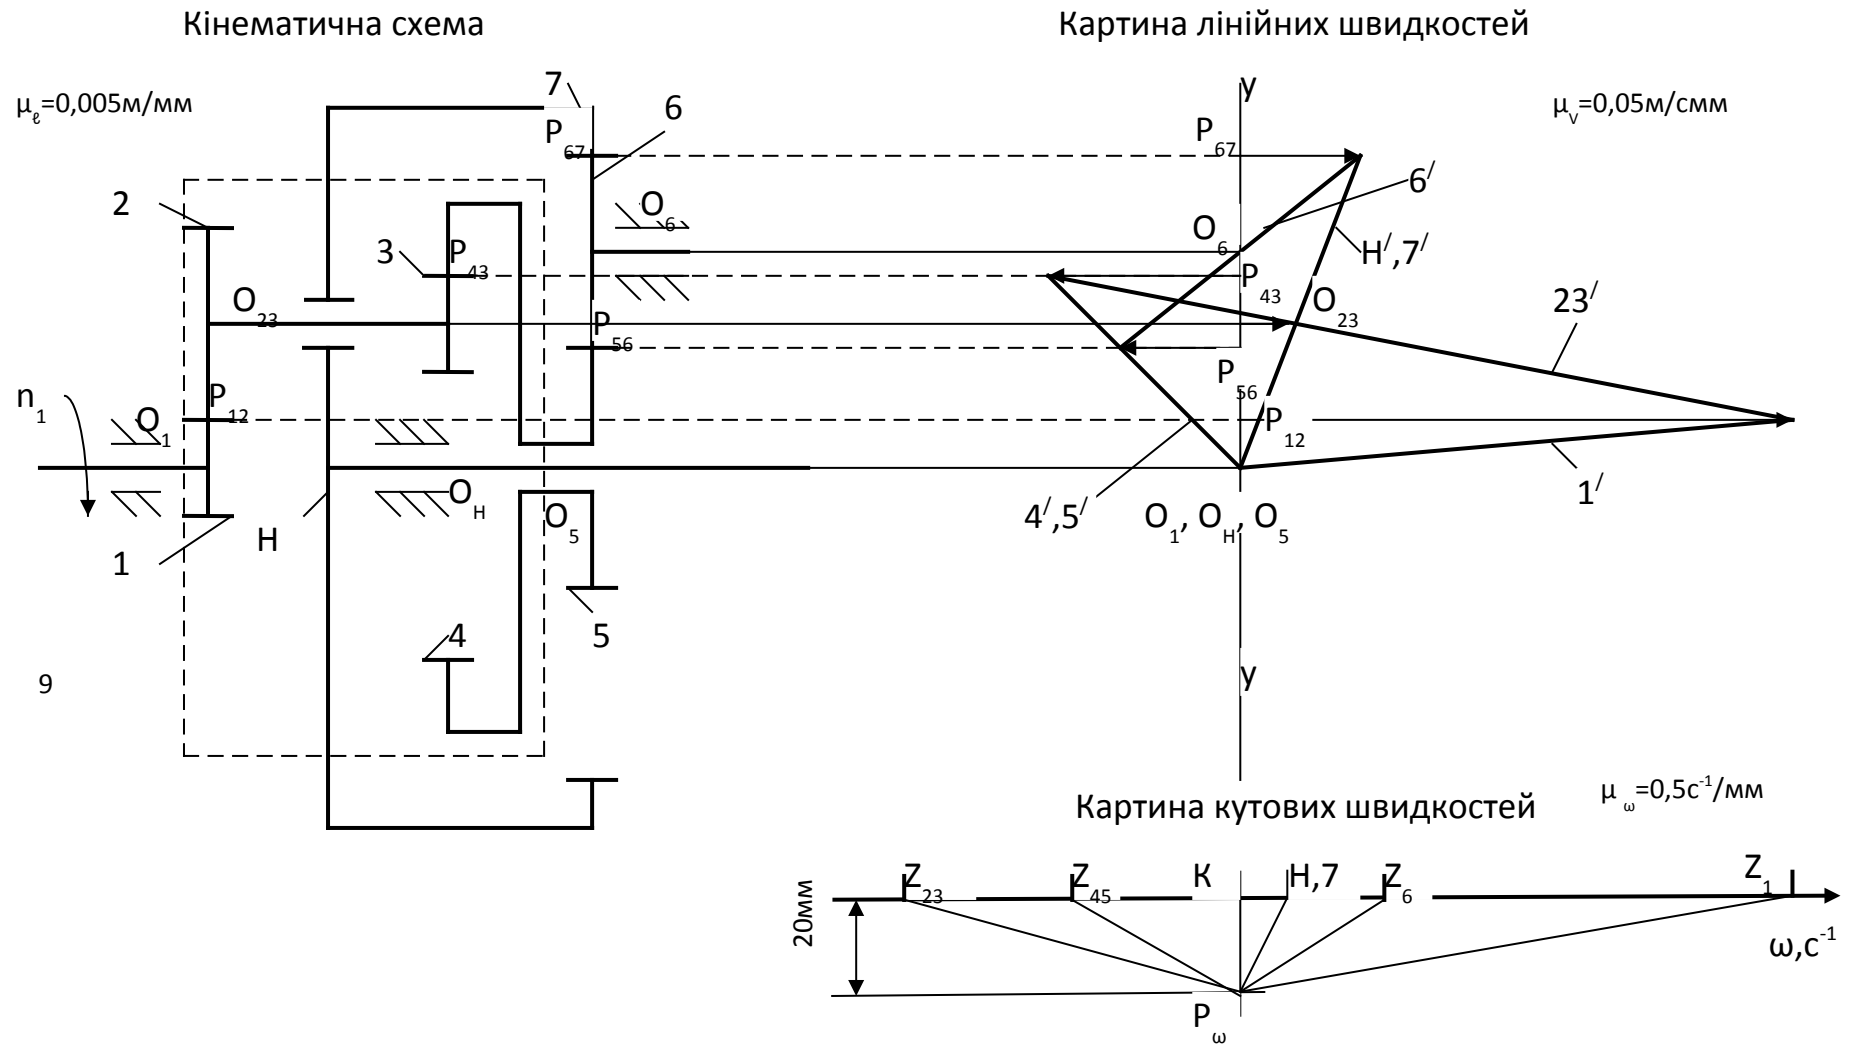 Кінематична схема
Картина лінійних швидкостей
μℓ=0,005м/мм
7
6
y
μV=0,05м/смм
P67
P67
2
O6
6/
3
P43
O6
H/,7/
O23
P43
O23
23/
P56
n1
O1
P12
P56
P12
OH
4/,5/
O1, OH, O5
1/
H
O5
1
4
5
9
y
Картина кутових швидкостей
μω=0,5c-1/мм
Z23
Z45
К
H,7
Z6
Z1
20мм
ω,c-1
Pω